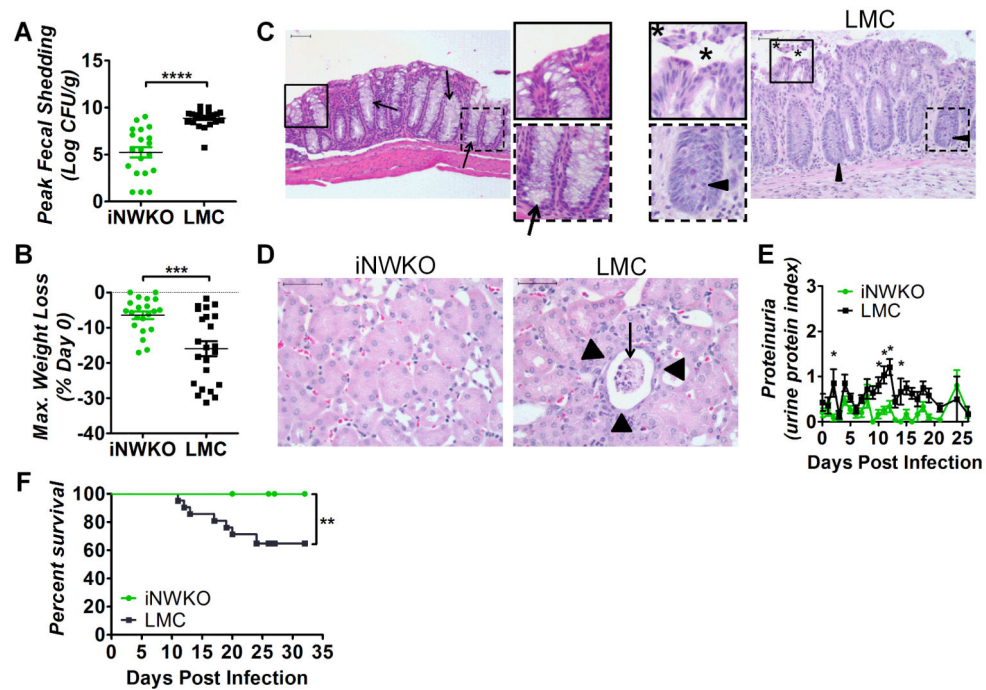 A
Peak Fecal Shedding
(Log CFU/g)
15
10
5
0
****
iNWKO LMC
B
Max. Weight Loss
(% Day 0)
0
-10
-20
-30
-40
***
iNWKO LMC
C
LMC
*
*
*
*
D
iNWKO
LMC
E
Proteinuria
(urine protein index)
iNWKO
LMC
3
2
1
0
*
*
*
*
*
*
0 5 10 15 20 25
Days Post Infection
F
Percent survival
100
80
60
40
20
0
**
iNWKO
LMC
0 5 10 15 20 25 30 35
Days Post Infection